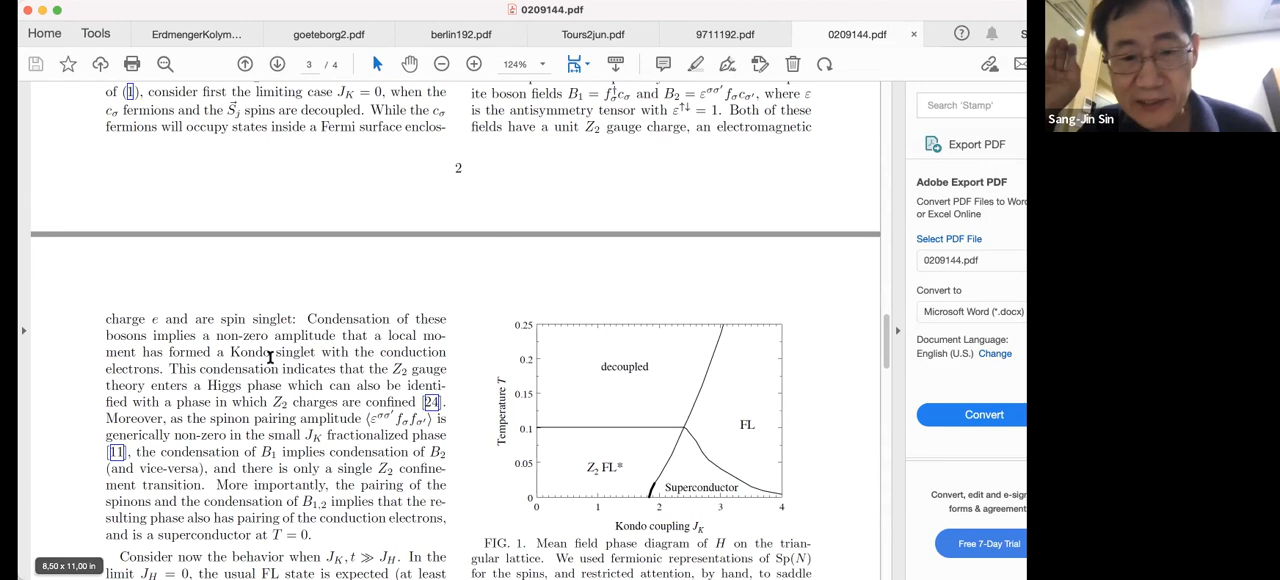 0209144.pdf
Home
Tools
ErdmengerKolym...
goeteborg2.pdf
berlin192.pdf
Tours2jun.pdf
9711192.pdf
0209144.pdf
3 / 4
124%
of (1), consider first the limiting case J_K = 0, when the
c_σ fermions and the S⃗_j spins are decoupled. While the c_σ
fermions will occupy states inside a Fermi surface enclos-
ite boson fields B_1 = f_σ^† c_σ and B_2 = ε^{σσ'} f_σ c_{σ'}, where ε
is the antisymmetry tensor with ε^{↑↓} = 1. Both of these
fields have a unit Z_2 gauge charge, an electromagnetic
2
charge e and are spin singlet: Condensation of these
bosons implies a non-zero amplitude that a local mo-
ment has formed a Kondo singlet with the conduction
electrons. This condensation indicates that the Z_2 gauge
theory enters a Higgs phase which can also be identi-
fied with a phase in which Z_2 charges are confined [24].
Moreover, as the spinon pairing amplitude ⟨ε^{σσ'} f_σ f_{σ'}⟩ is
generically non-zero in the small J_K fractionalized phase
[11], the condensation of B_1 implies condensation of B_2
(and vice-versa), and there is only a single Z_2 confine-
ment transition. More importantly, the pairing of the
spinons and the condensation of B_{1,2} implies that the re-
sulting phase also has pairing of the conduction electrons,
and is a superconductor at T = 0.
Consider now the behavior when J_K, t ≫ J_H. In the
limit J_H = 0, the usual FL state is expected (at least
8,50 x 11,00 in
0.25
0.2
0.15
0.1
0.05
0
Temperature T
decoupled
FL
Z_2 FL*
Superconductor
0 1 2 3 4
Kondo coupling J_K
FIG. 1. Mean field phase diagram of H on the trian-
gular lattice. We used fermionic representations of Sp(N)
for the spins, and restricted attention, by hand, to saddle
Search 'Stamp'
Export PDF
Adobe Export PDF
Convert PDF Files to Word
or Excel Online
Select PDF File
0209144.pdf
Convert to
Microsoft Word (*.docx)
Document Language:
English (U.S.) Change
Convert
Convert, edit and e-sign
forms & agreement
Free 7-Day Trial
Sang-Jin Sin